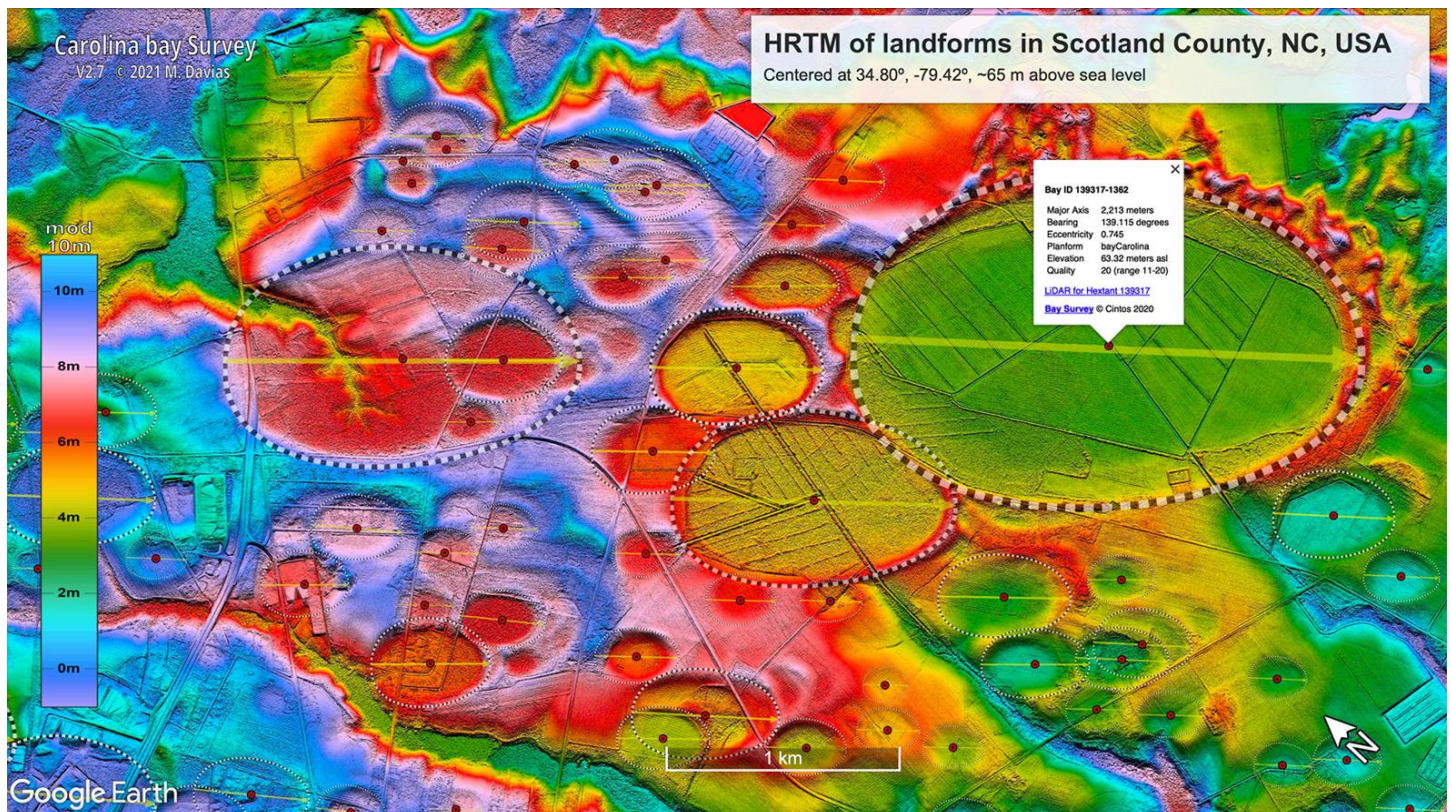 Carolina bay Survey
V2.7 © 2021 M. Davias
HRTM of landforms in Scotland County, NC, USA
Centered at 34.80º, -79.42º, ~65 m above sea level
×
Bay ID 139317-1362
Major Axis 2,213 meters
Bearing 139.115 degrees
Eccentricity 0.745
Planform bayCarolina
Elevation 63.32 meters asl
Quality 20 (range 11-20)
LiDAR for Hextant 139317
Bay Survey © Cintos 2020
mod
10m
10m
8m
6m
4m
2m
0m
1 km
N
Google Earth